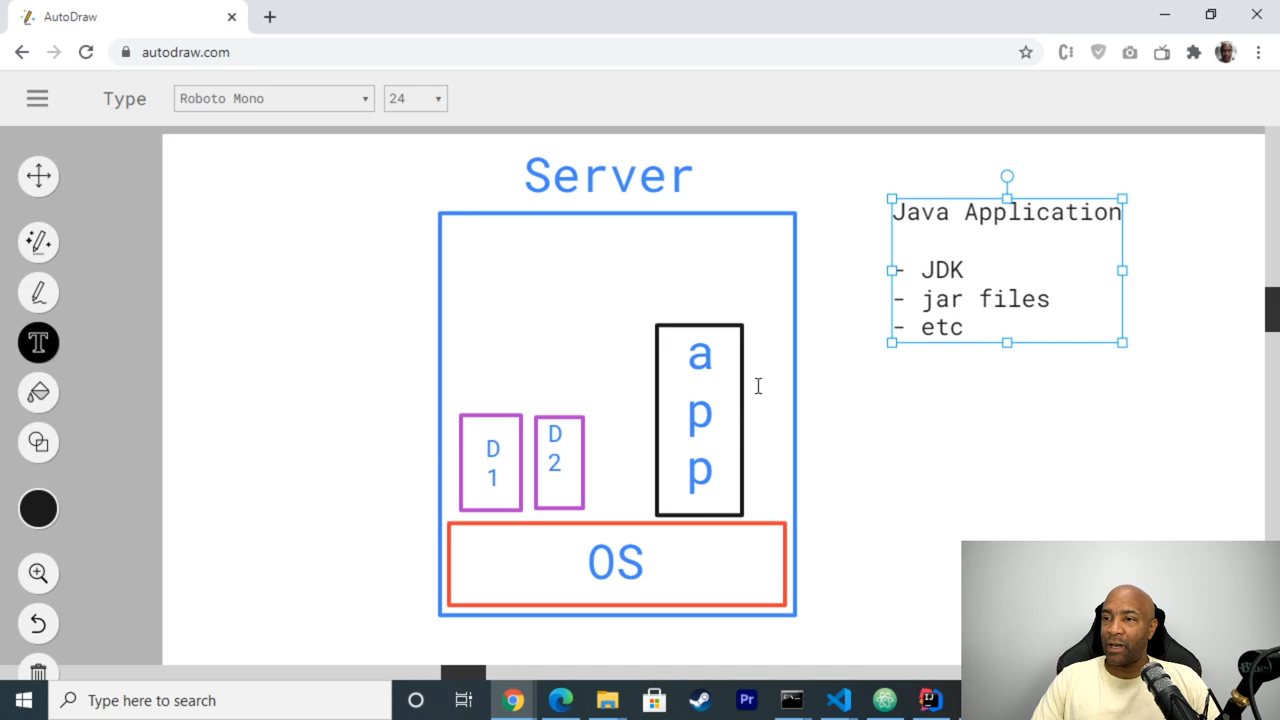 AutoDraw
autodraw.com
Type
Roboto Mono
24
Server
Java Application
- JDK
- jar files
- etc
a
p
p
D
1
D
2
OS
Type here to search
Pr